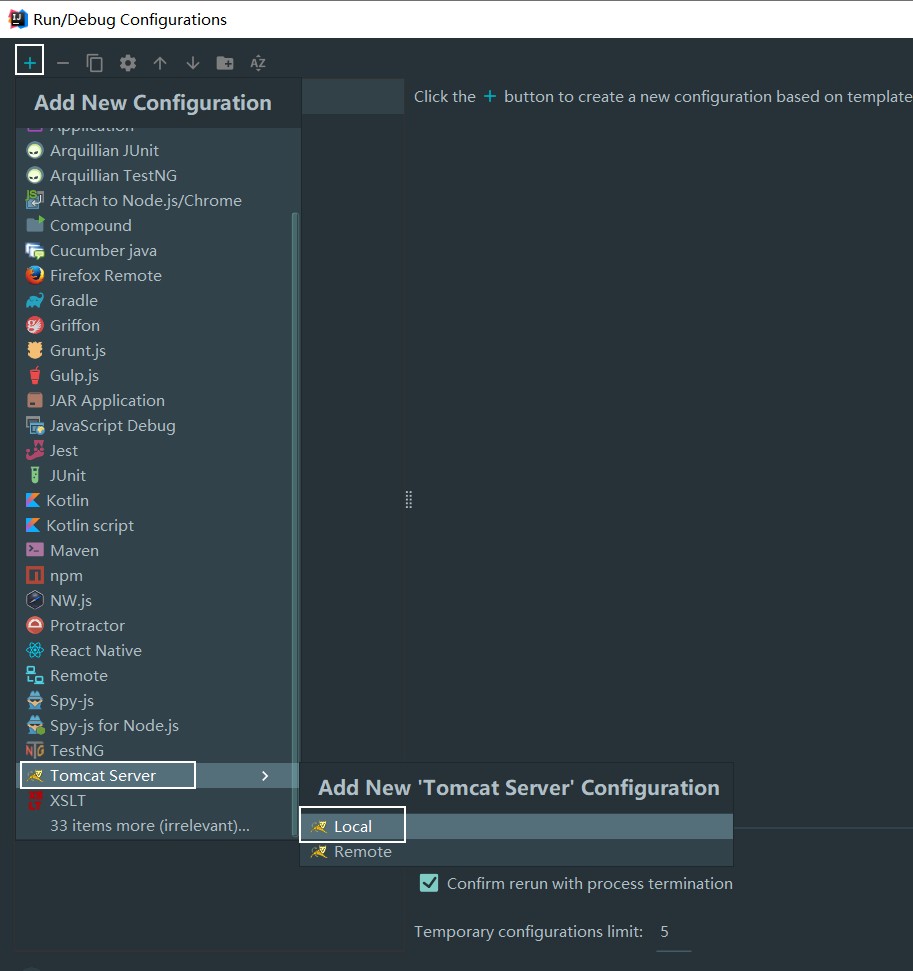 Run/Debug Configurations
Add New Configuration
Click the + button to create a new configuration based on template
Application
Arquillian JUnit
Arquillian TestNG
Attach to Node.js/Chrome
Compound
Cucumber java
Firefox Remote
Gradle
Griffon
Grunt.js
Gulp.js
JAR Application
JavaScript Debug
Jest
JUnit
Kotlin
Kotlin script
Maven
npm
NW.js
Protractor
React Native
Remote
Spy-js
Spy-js for Node.js
TestNG
Tomcat Server
XSLT
33 items more (irrelevant)...
Add New 'Tomcat Server' Configuration
Local
Remote
Confirm rerun with process termination
Temporary configurations limit: 5